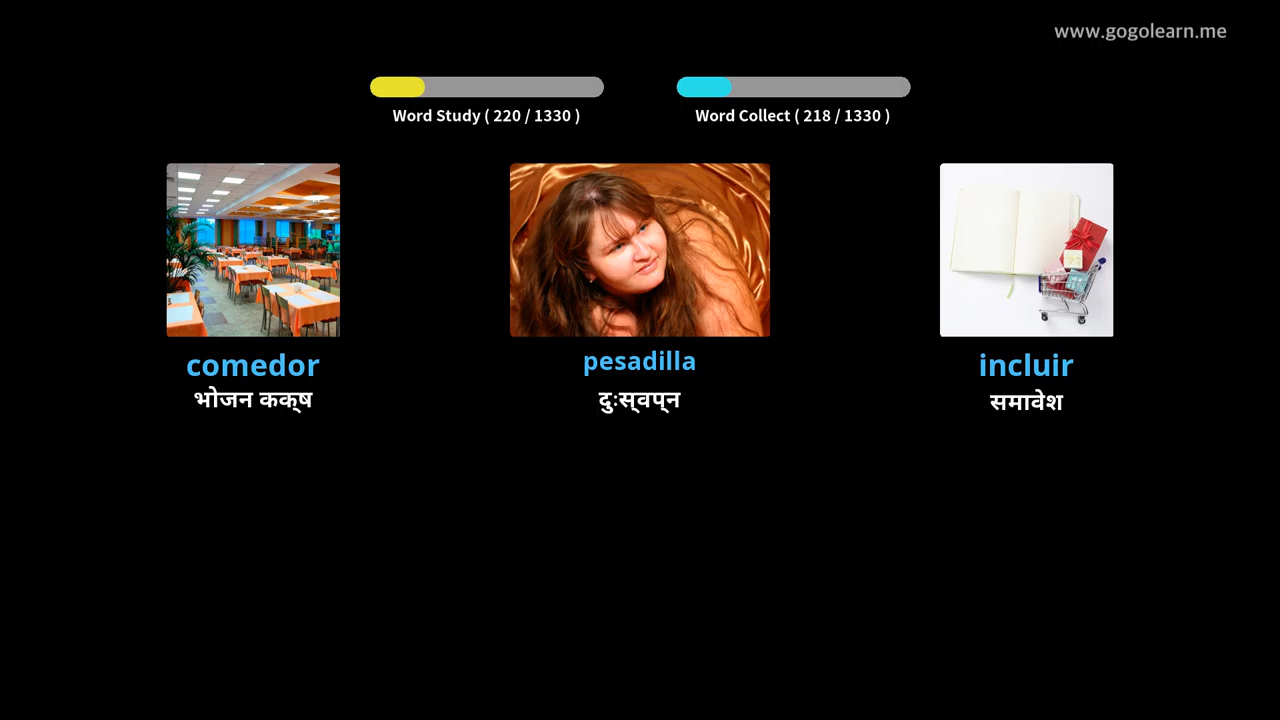 www.gogolearn.me
Word Study ( 220 / 1330 )
Word Collect ( 218 / 1330 )
comedor
pesadilla
incluir
भोजन कक्ष
दुःस्वप्न
समावेश